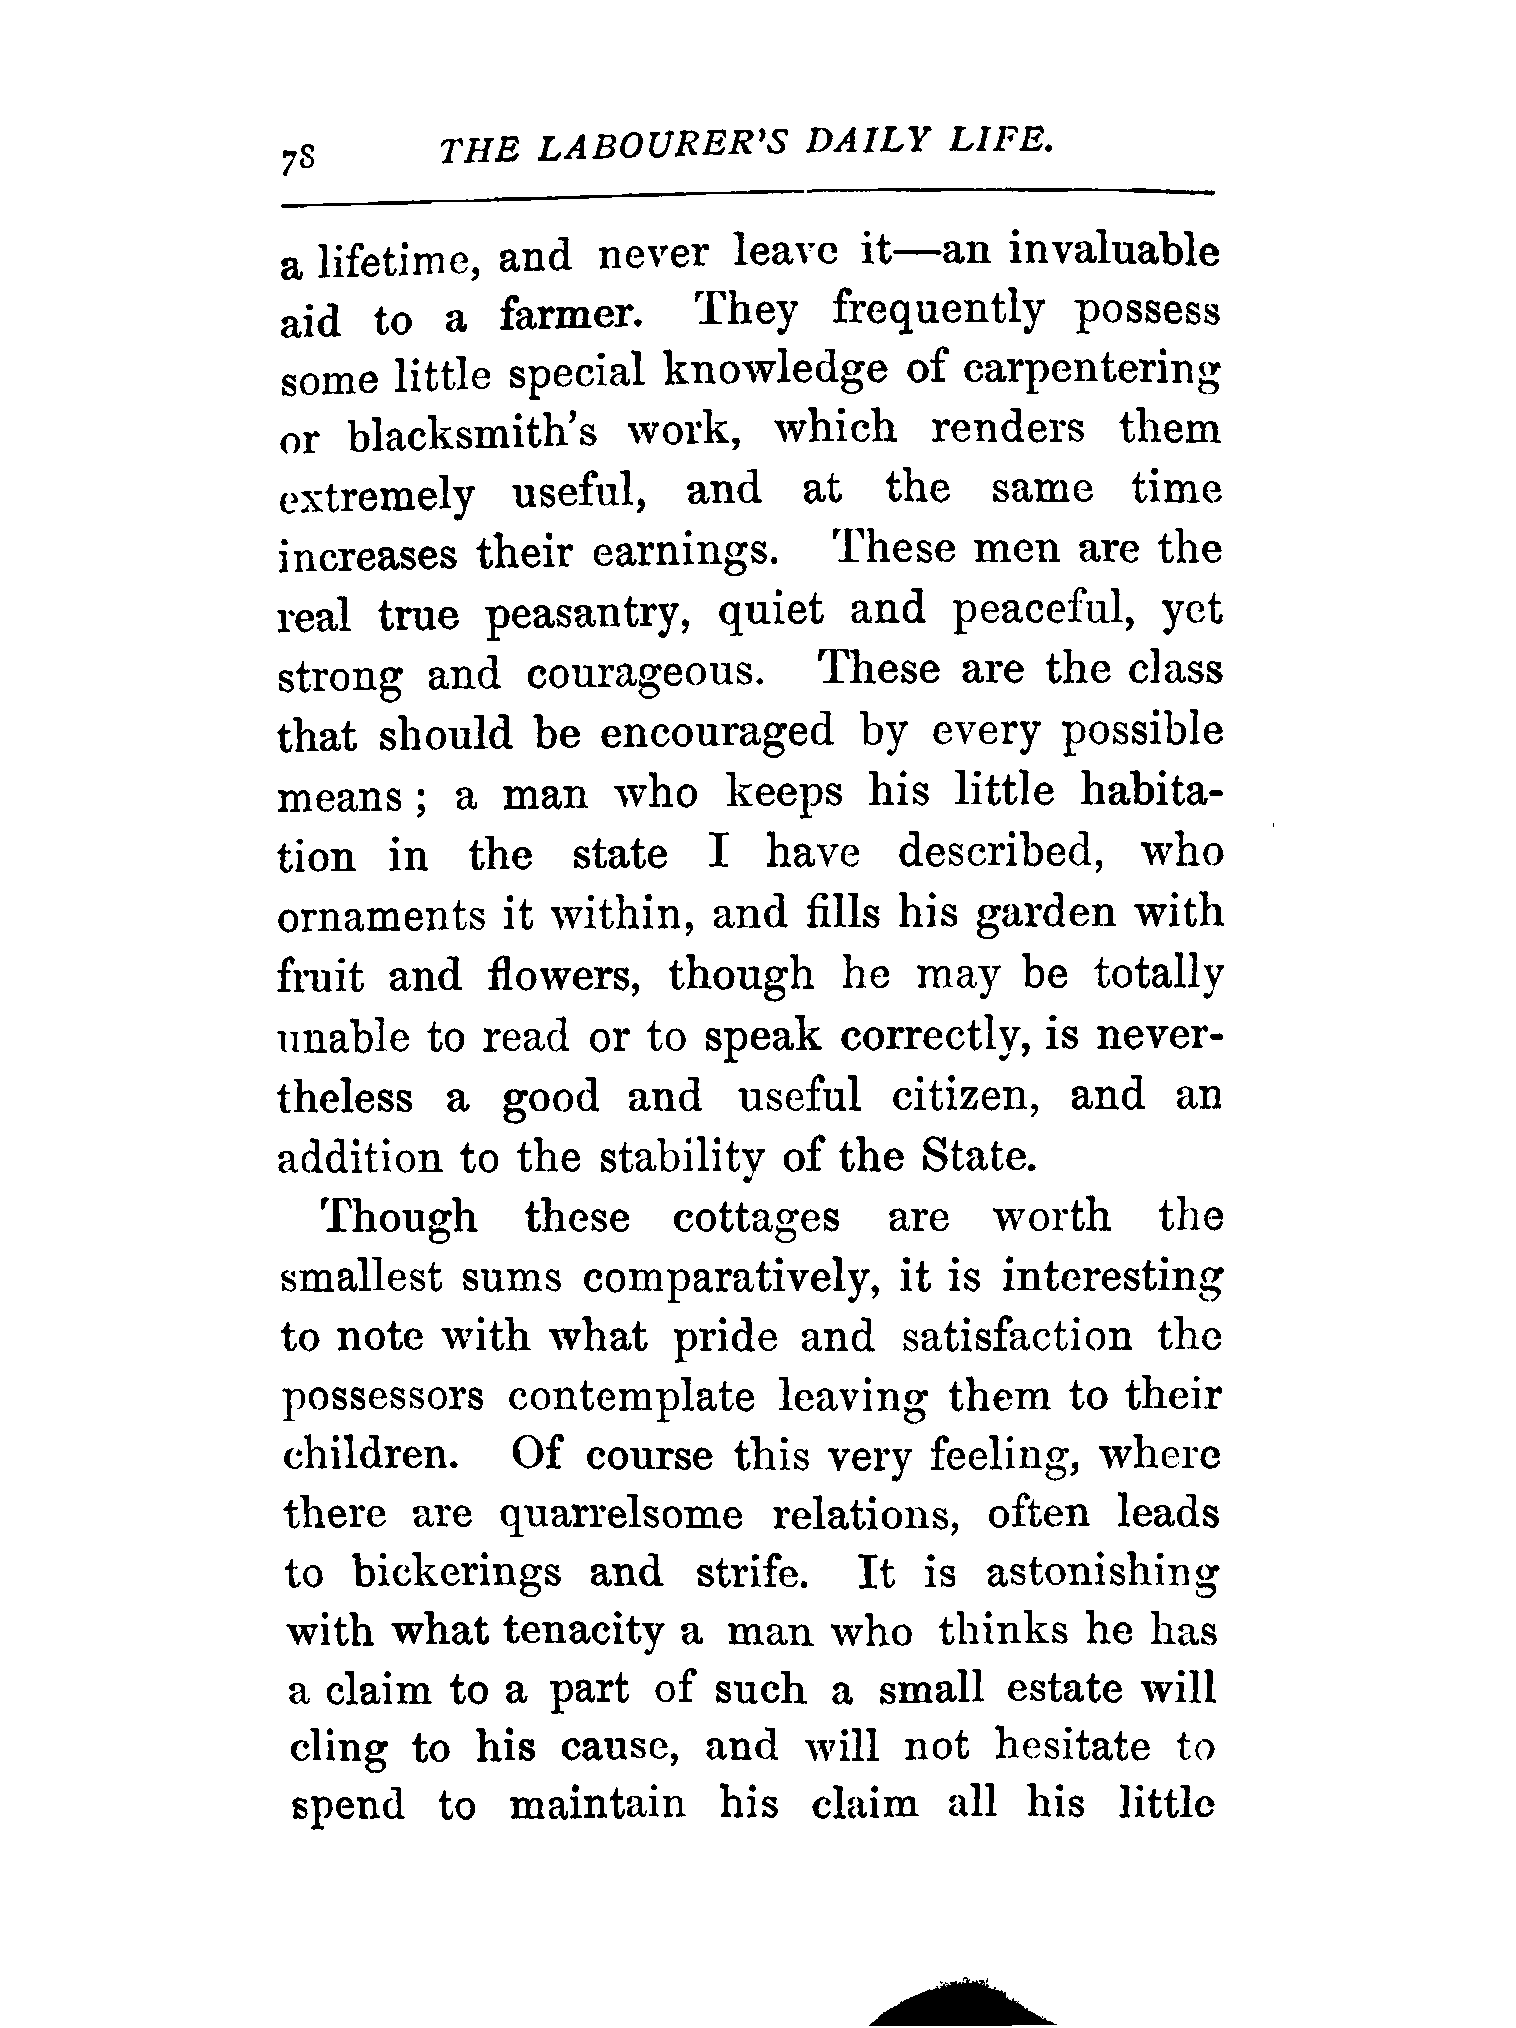 78 THE LABOURER'S DAILY LIFE.
a lifetime, and never leave it—an invaluable
aid to a farmer. They frequently possess
some little special knowledge of carpentering
or blacksmith's work, which renders them
extremely useful, and at the same time
increases their earnings. These men are the
real true peasantry, quiet and peaceful, yet
strong and courageous. These are the class
that should be encouraged by every possible
means; a man who keeps his little habita-
tion in the state I have described, who
ornaments it within, and fills his garden with
fruit and flowers, though he may be totally
unable to read or to speak correctly, is never-
theless a good and useful citizen, and an
addition to the stability of the State.
Though these cottages are worth the
smallest sums comparatively, it is interesting
to note with what pride and satisfaction the
possessors contemplate leaving them to their
children. Of course this very feeling, where
there are quarrelsome relations, often leads
to bickerings and strife. It is astonishing
with what tenacity a man who thinks he has
a claim to a part of such a small estate will
cling to his cause, and will not hesitate to
spend to maintain his claim all his little